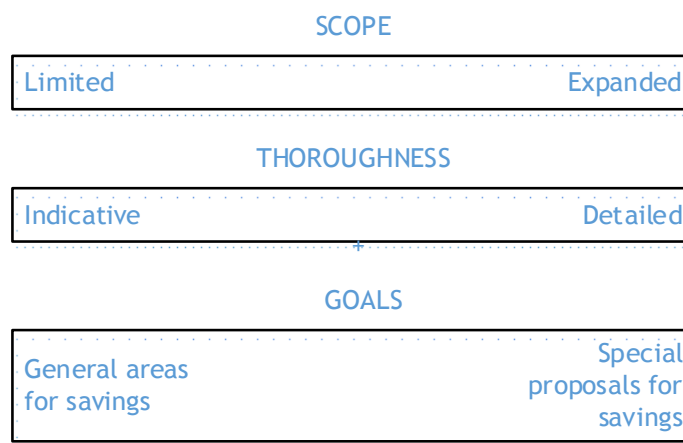 SCOPE
Limited Expanded
THOROUGHNESS
Indicative Detailed
GOALS
General areas
for savings
Special
proposals for
savings